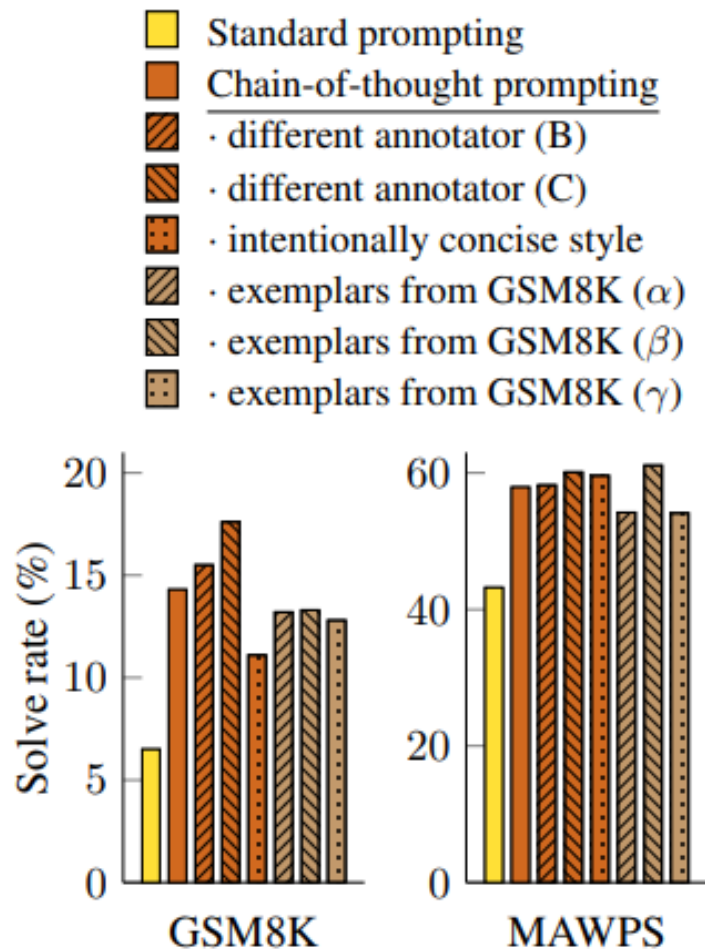 Standard prompting
Chain-of-thought prompting
· different annotator (B)
· different annotator (C)
· intentionally concise style
· exemplars from GSM8K (α)
· exemplars from GSM8K (β)
· exemplars from GSM8K (γ)
Solve rate (%)
20
15
10
5
0
GSM8K
60
40
20
0
MAWPS